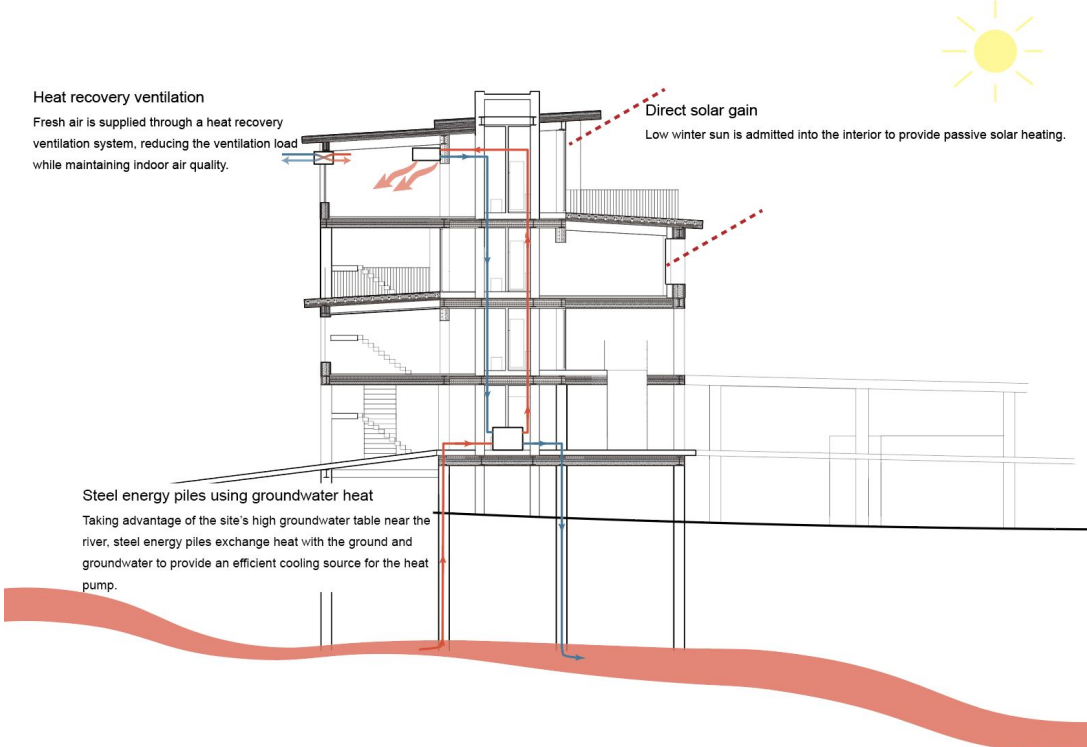 Heat recovery ventilation
Fresh air is supplied through a heat recovery
ventilation system, reducing the ventilation load
while maintaining indoor air quality.
Direct solar gain
Low winter sun is admitted into the interior to provide passive solar heating.
Steel energy piles using groundwater heat
Taking advantage of the site's high groundwater table near the
river, steel energy piles exchange heat with the ground and
groundwater to provide an efficient cooling source for the heat
pump.